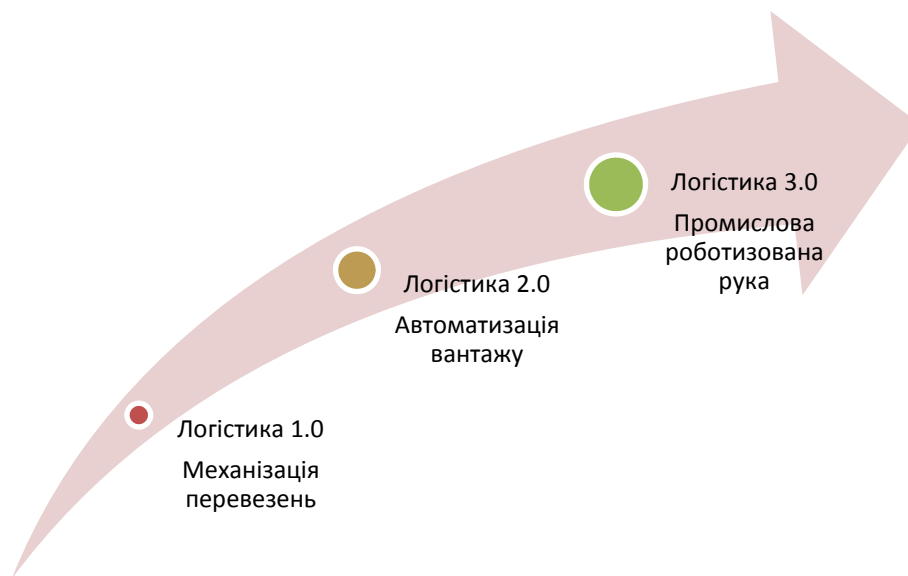 Логістика 3.0
Промислова
роботизована
рука
Логістика 2.0
Автоматизація
вантажу
Логістика 1.0
Механізація
перевезень